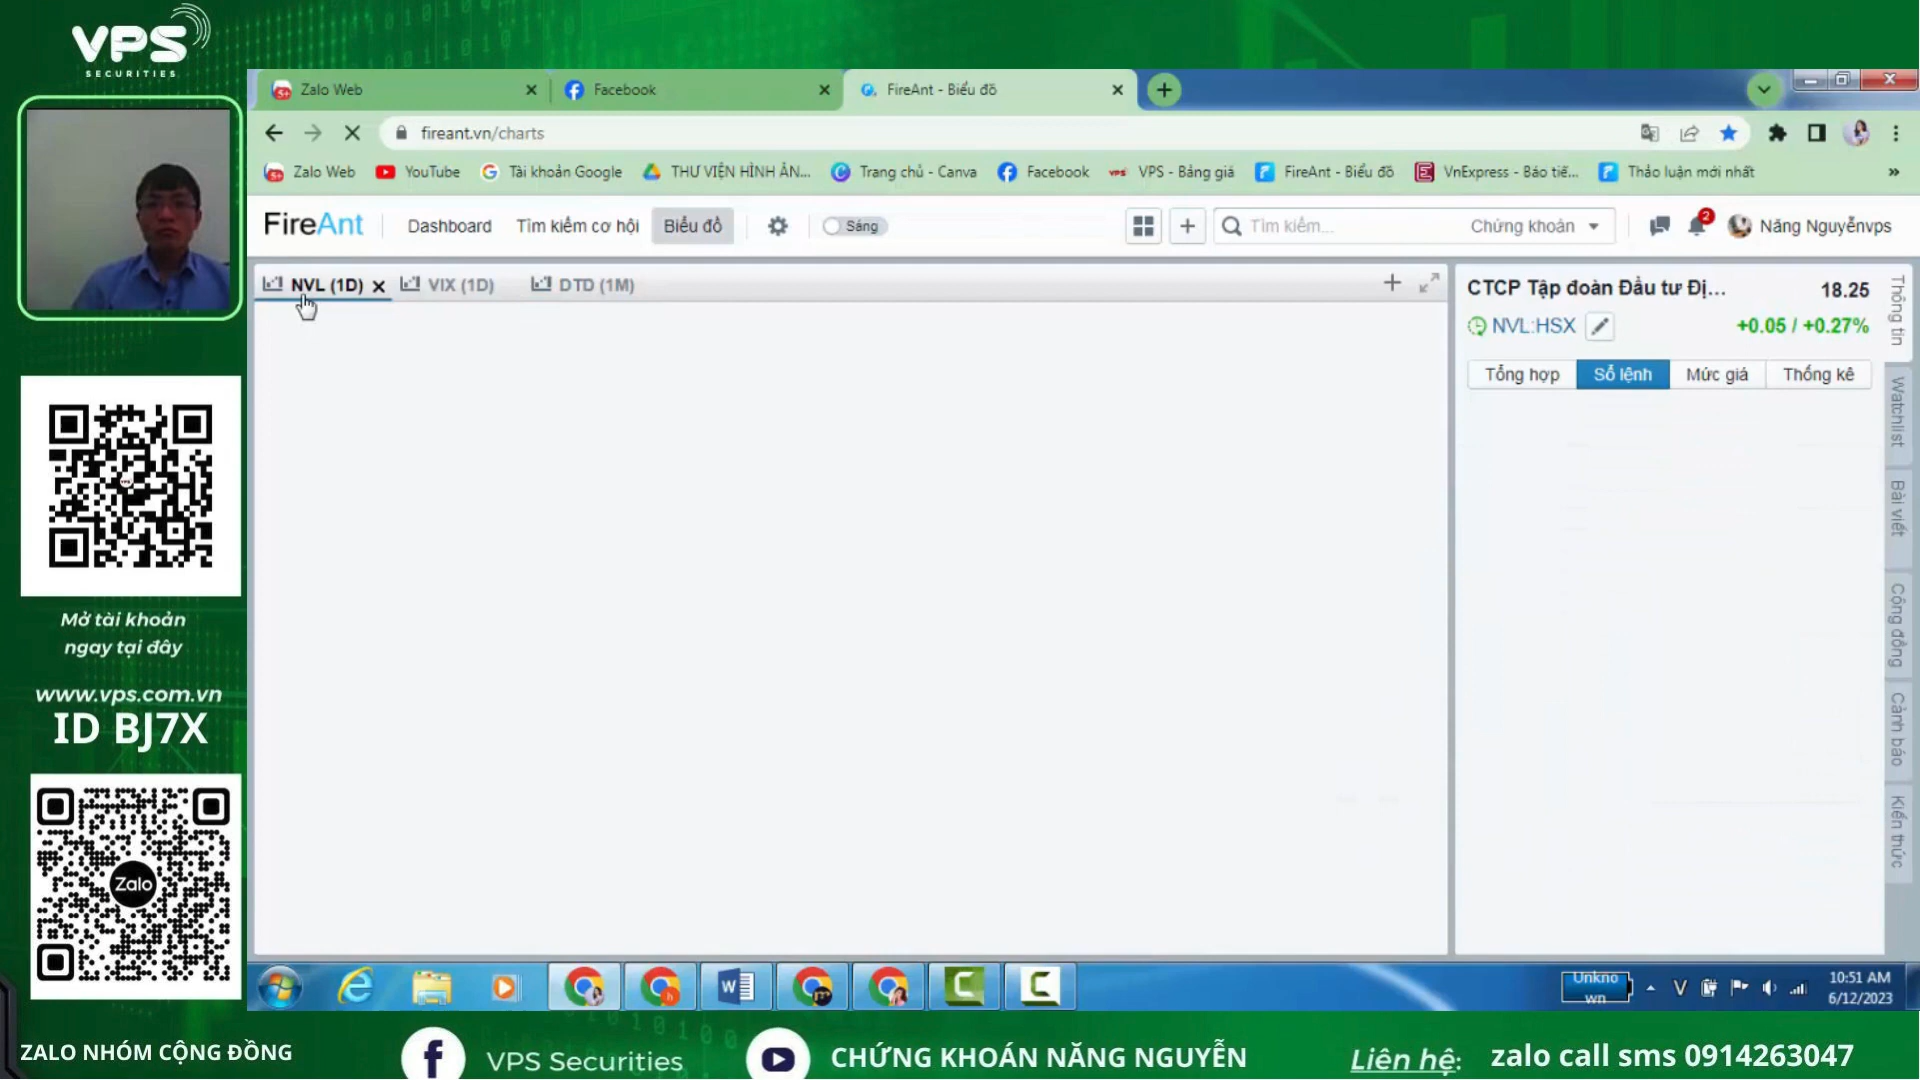 VPS
SECURITIES
Zalo Web
Facebook
FireAnt - Biểu đồ
fireant.vn/charts
Zalo Web
YouTube
Tài khoản Google
THƯ VIỆN HÌNH ẢN...
Trang chủ - Canva
Facebook
VPS - Bảng giá
FireAnt - Biểu đồ
VnExpress - Báo tiế...
Thảo luận mới nhất
»
FireAnt
Dashboard
Tìm kiếm cơ hội
Biểu đồ
Sáng
Tìm kiếm...
Chứng khoán
2
Năng Nguyễnvps
NVL (1D)
VIX (1D)
DTD (1M)
CTCP Tập đoàn Đầu tư Đị...
18.25
NVL:HSX
+0.05 / +0.27%
Tổng hợp
Sổ lệnh
Mức giá
Thống kê
Thông tin
Watchlist
Bài viết
Cộng đồng
Cảnh báo
Kiến thức
Mở tài khoản
ngay tại đây
www.vps.com.vn
ID BJ7X
Zalo
Unkno
wn
V
10:51 AM
6/12/2023
ZALO NHÓM CỘNG ĐỒNG
VPS Securities
CHỨNG KHOÁN NĂNG NGUYỄN
Liên hệ:
zalo call sms 0914263047